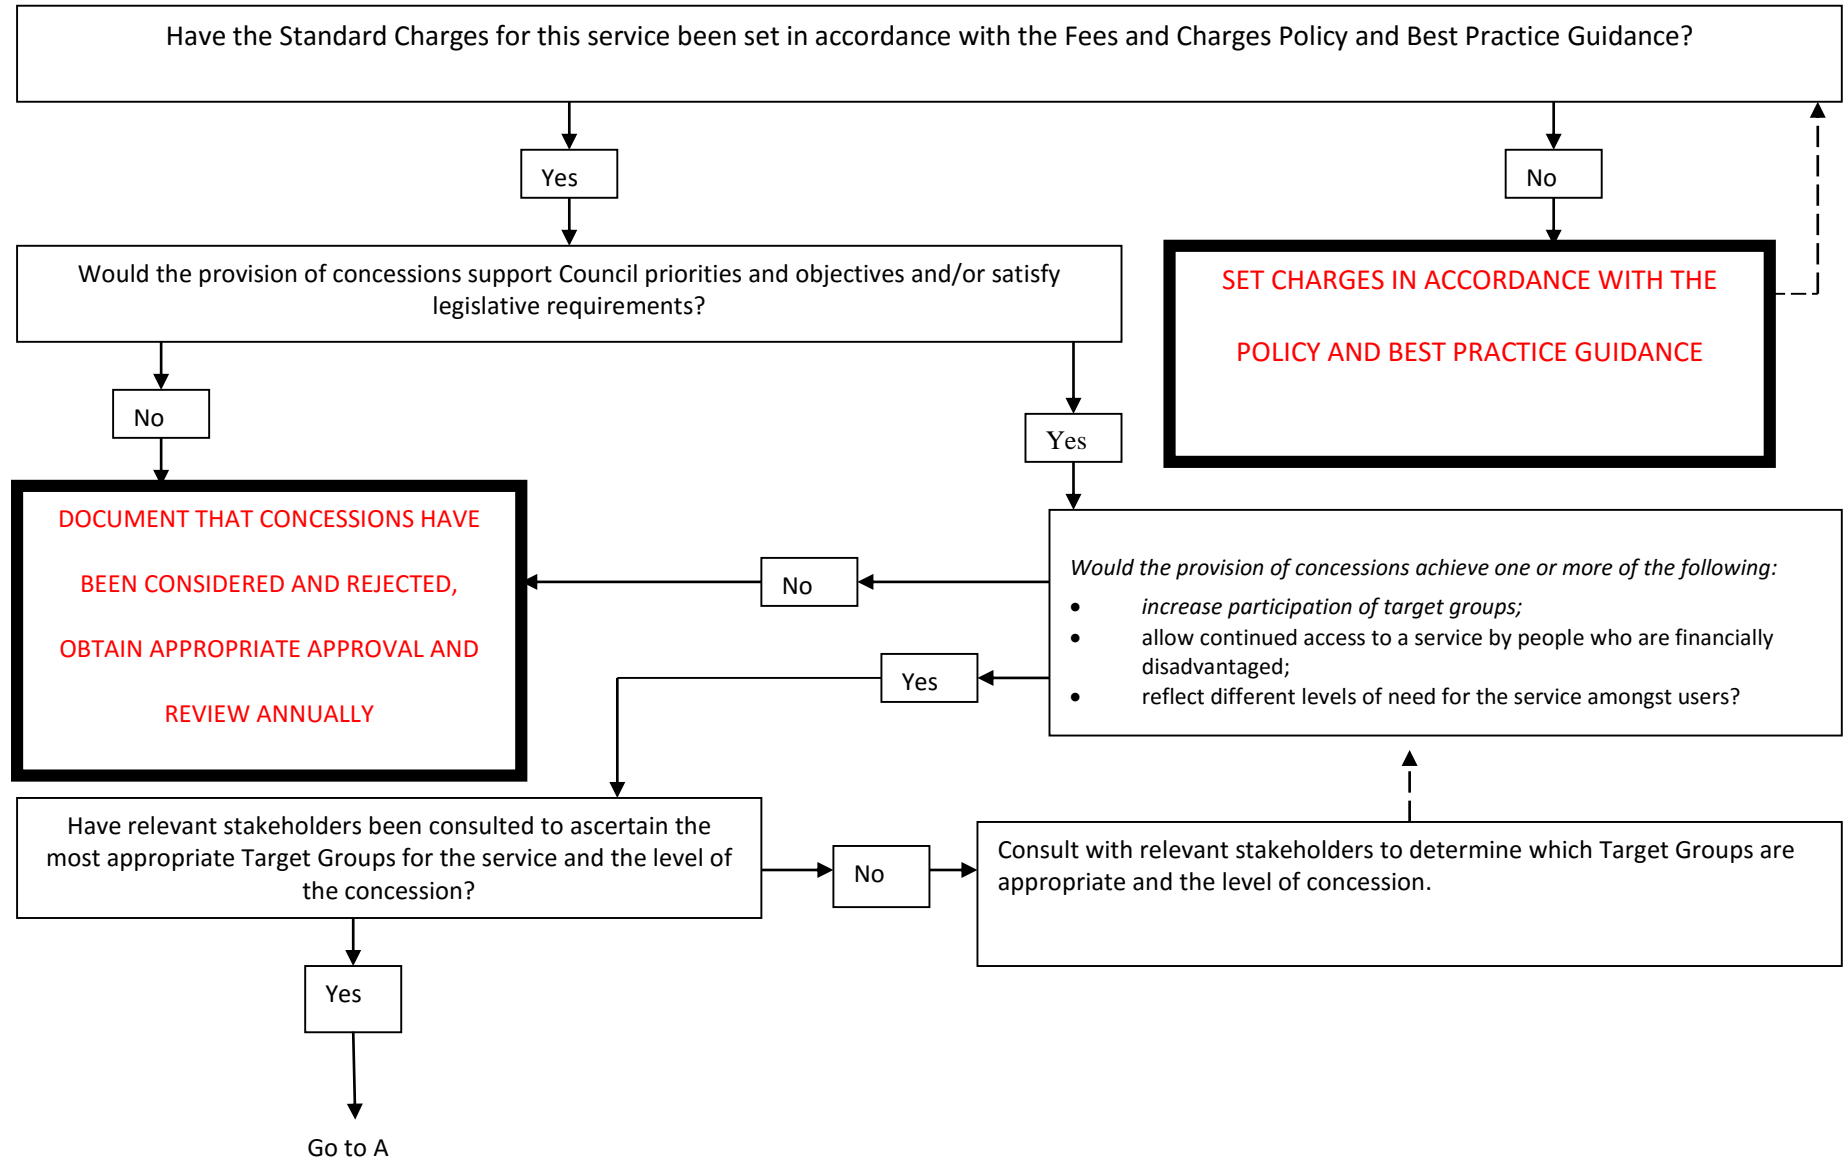 Have the Standard Charges for this service been set in accordance with the Fees and Charges Policy and Best Practice Guidance?
Yes
No
Would the provision of concessions support Council priorities and objectives and/or satisfy
legislative requirements?
SET CHARGES IN ACCORDANCE WITH THE
POLICY AND BEST PRACTICE GUIDANCE
No
Yes
DOCUMENT THAT CONCESSIONS HAVE
BEEN CONSIDERED AND REJECTED,
OBTAIN APPROPRIATE APPROVAL AND
REVIEW ANNUALLY
No
Would the provision of concessions achieve one or more of the following:
• increase participation of target groups;
• allow continued access to a service by people who are financially
disadvantaged;
• reflect different levels of need for the service amongst users?
Yes
Have relevant stakeholders been consulted to ascertain the
most appropriate Target Groups for the service and the level of
the concession?
No
Consult with relevant stakeholders to determine which Target Groups are
appropriate and the level of concession.
Yes
Go to A